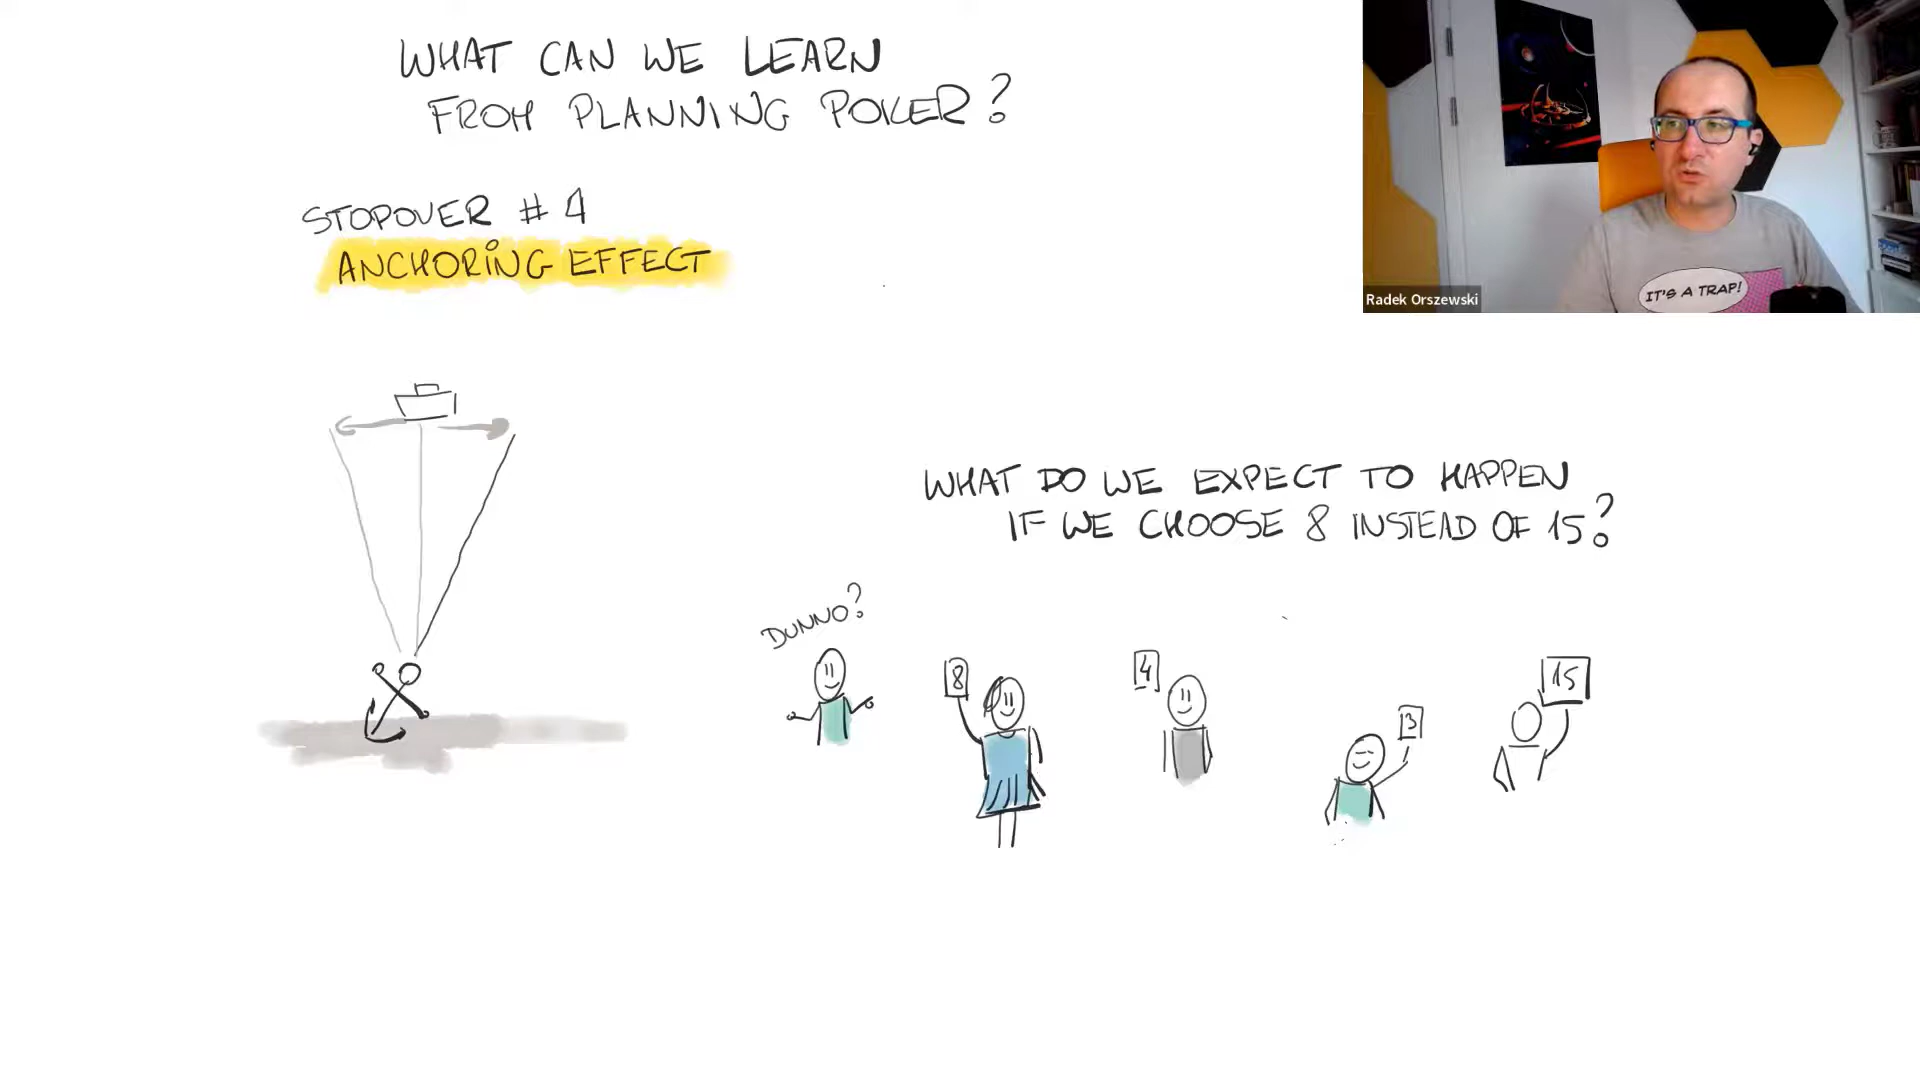 WHAT CAN WE LEARN
FROM PLANNING POKER?
STOPOVER # 4
ANCHORING EFFECT
IT'S A TRAP!
Radek Orszewski
WHAT DO WE EXPECT TO HAPPEN
IF WE CHOOSE 8 INSTEAD OF 15?
DUNNO?
8
4
3
15